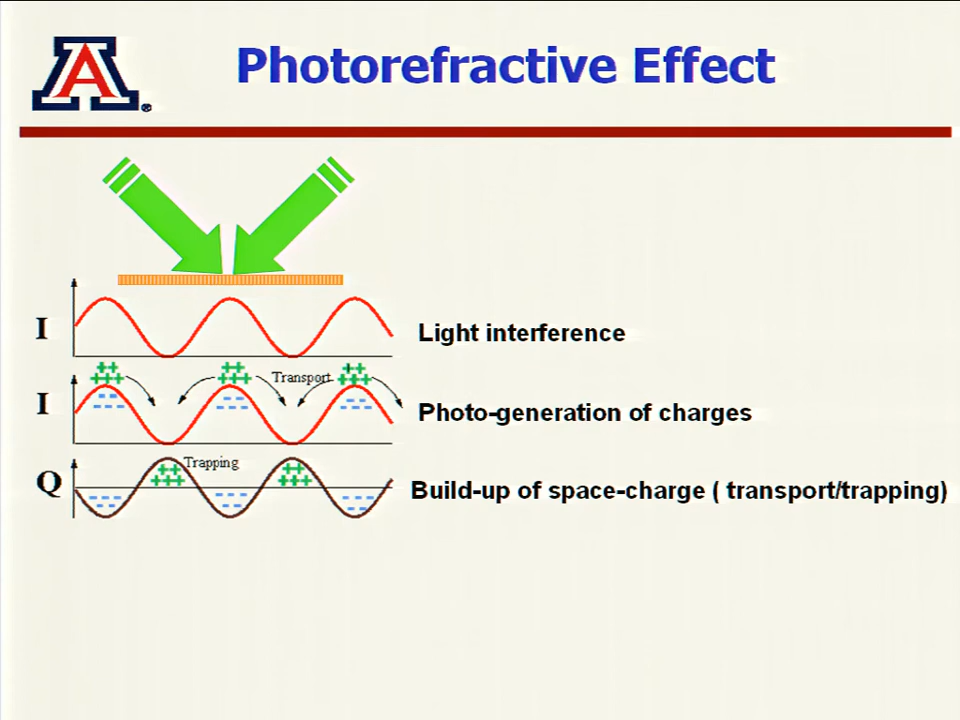 A
Photorefractive Effect
I
Light interference
Transport
I
Photo-generation of charges
Trapping
Q
Build-up of space-charge ( transport/trapping)